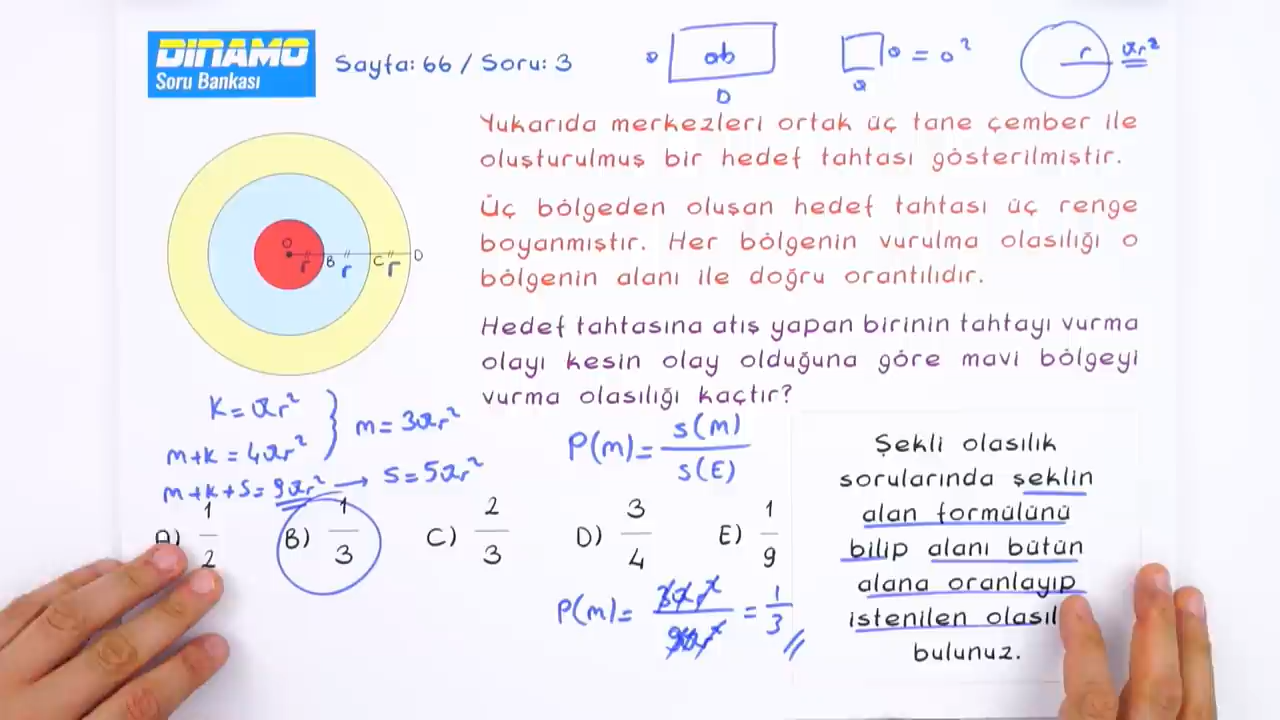 DINAMO
Soru Bankası
Sayfa: 66 / Soru: 3
ab
a = a²
a
b
r
πr²
Yukarıda merkezleri ortak üç tane çember ile
oluşturulmuş bir hedef tahtası gösterilmiştir.
Üç bölgeden oluşan hedef tahtası üç renge
boyanmıştır. Her bölgenin vurulma olasılığı o
bölgenin alanı ile doğru orantılıdır.
Hedef tahtasına atış yapan birinin tahtayı vurma
olayı kesin olay olduğuna göre mavi bölgeyi
vurma olasılığı kaçtır?
O B C D
r r r
K = πr²
m+K = 4πr² } m = 3πr²
m+K+S = 9πr² → S = 5πr²
P(m) = s(M) / s(E)
A) 1/2 B) 1/3 C) 2/3 D) 3/4 E) 1/9
P(m) = 3πr² / 9πr² = 1/3 //
Şekli olasılık
sorularında şeklin
alan formülünü
bilip alanı bütün
alana oranlayıp
istenilen olasıl
bulunuz.